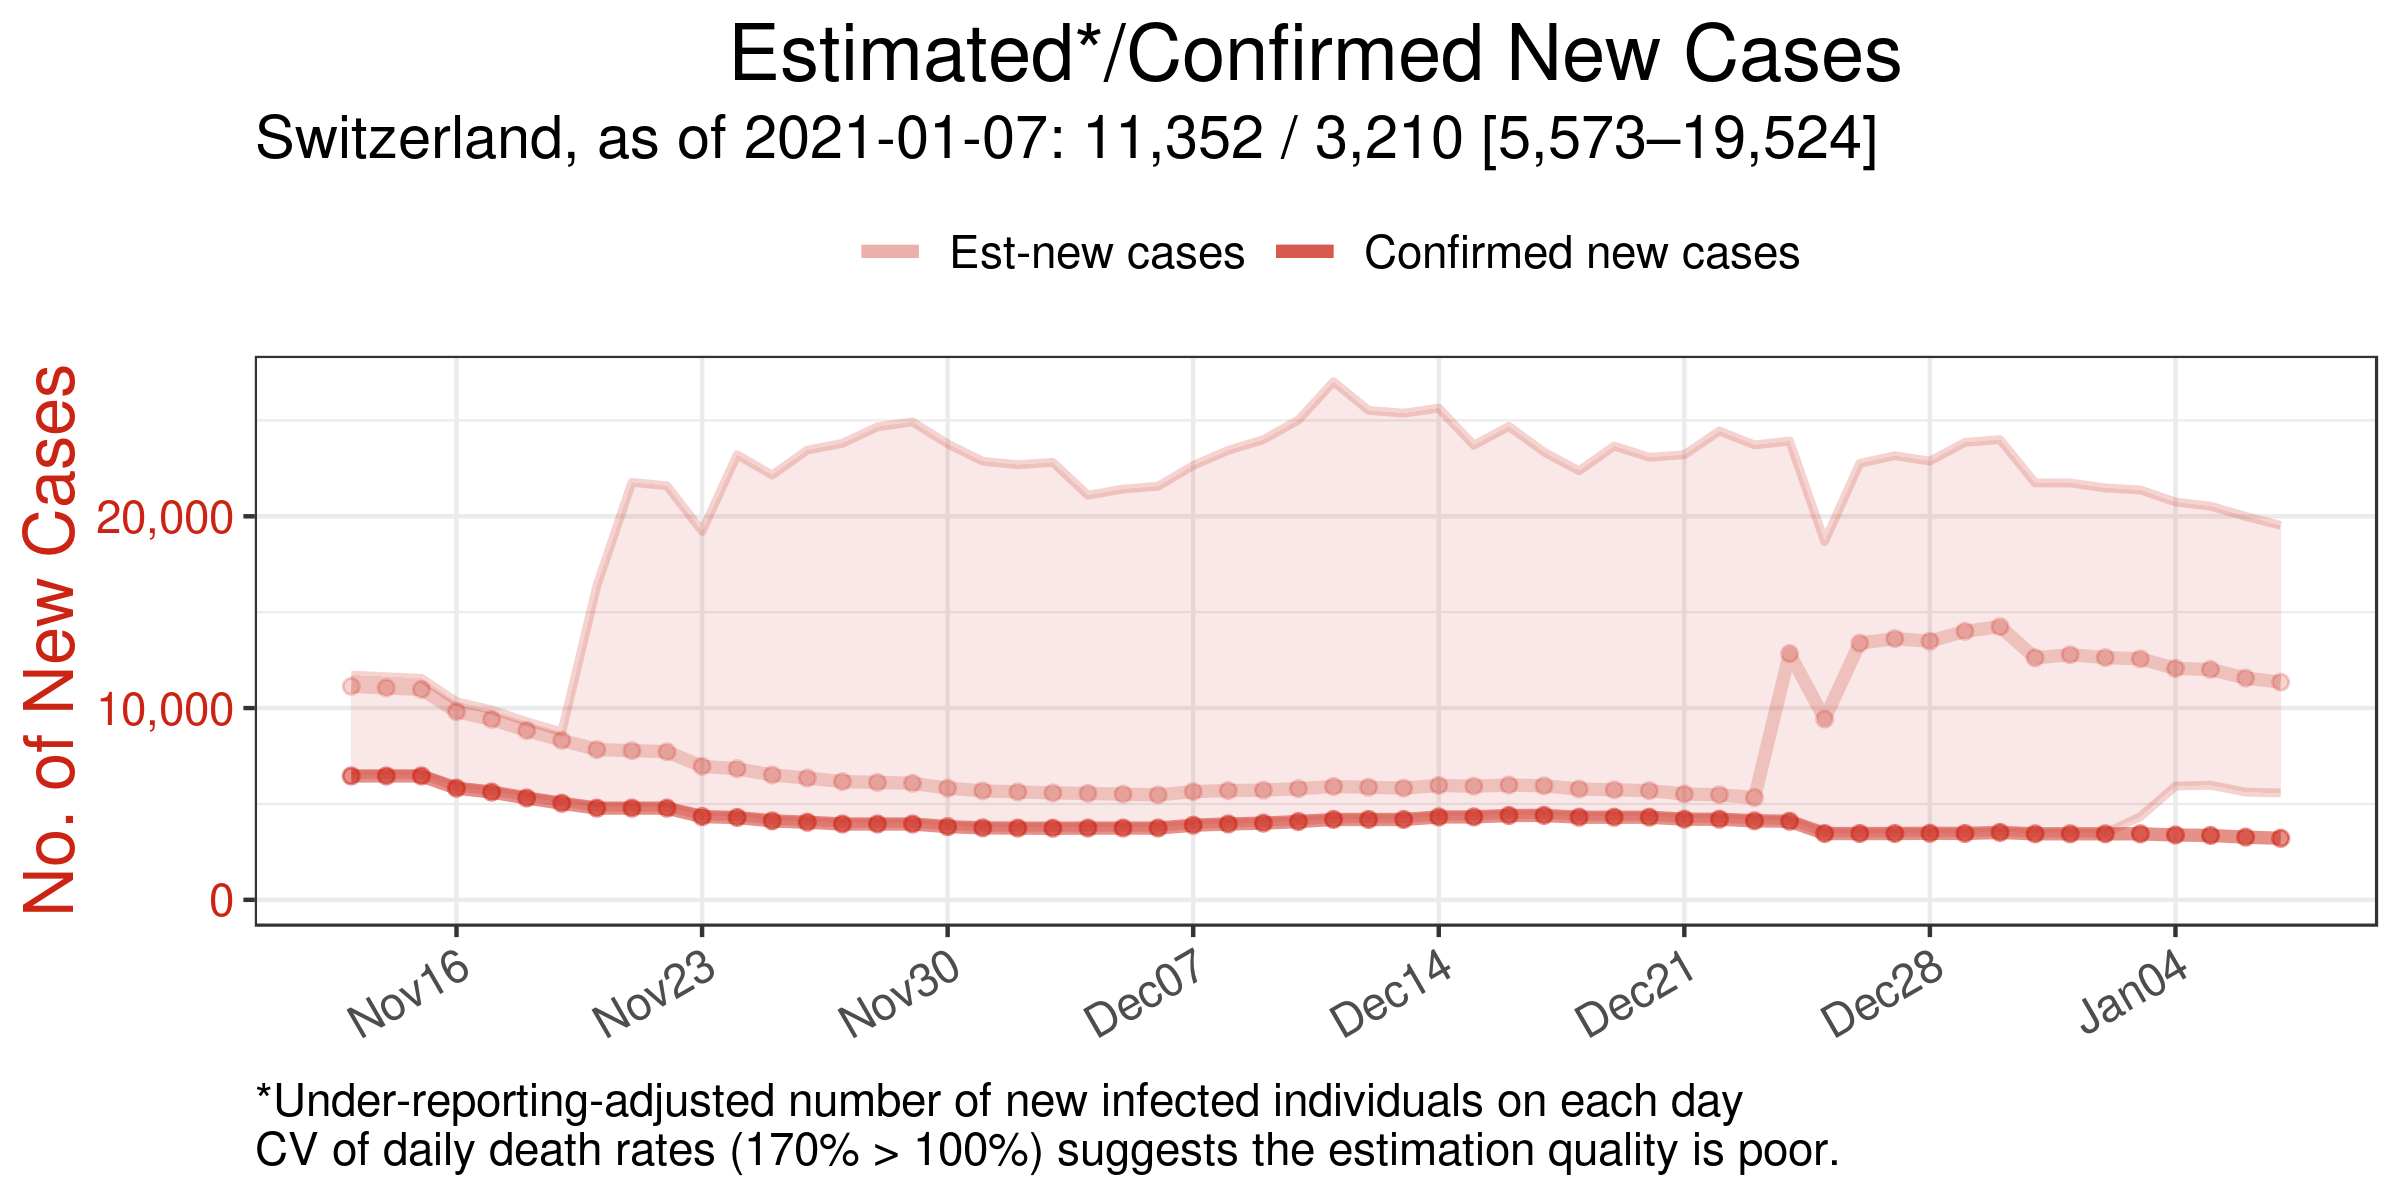 Estimated*/Confirmed New Cases
Switzerland, as of 2021-01-07: 11,352 / 3,210 [5,573–19,524]
Est-new cases
Confirmed new cases
No. of New Cases
20,000
10,000
0
Nov16
Nov23
Nov30
Dec07
Dec14
Dec21
Dec28
Jan04
*Under-reporting-adjusted number of new infected individuals on each day
CV of daily death rates (170% > 100%) suggests the estimation quality is poor.